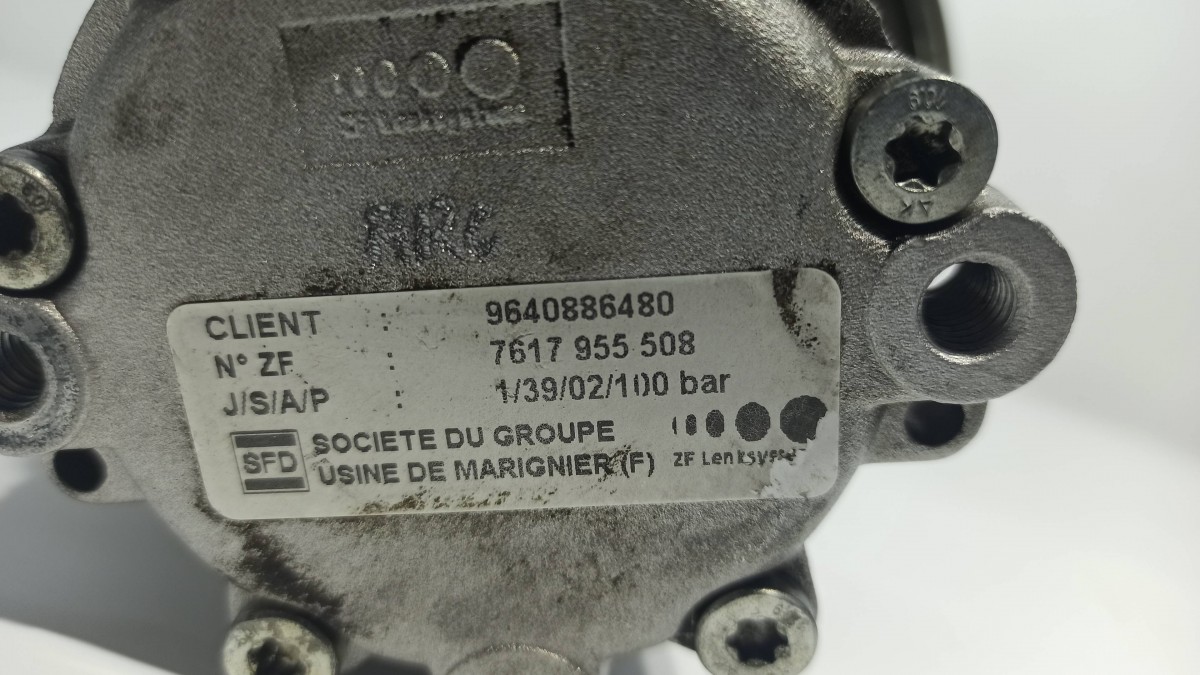 CLIENT : 9640886480
N° ZF : 7617 955 508
J/S/A/P : 1/39/02/100 bar
SFD
SOCIETE DU GROUPE
USINE DE MARIGNIER (F)